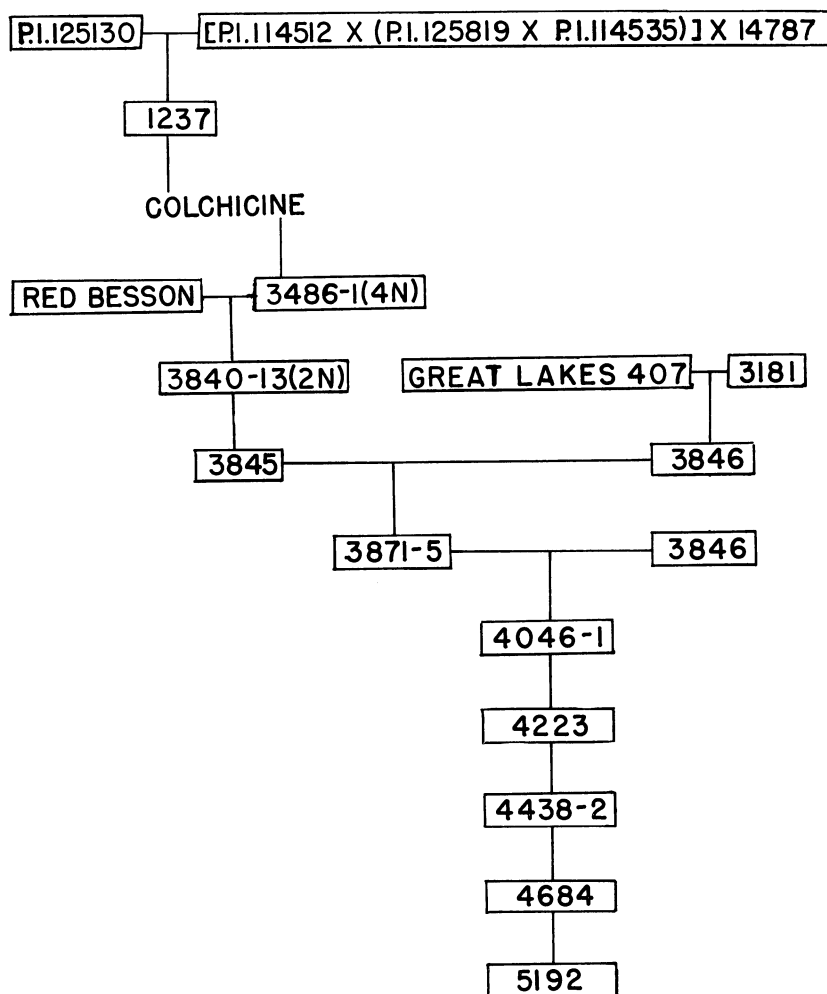 P.I.125130 [P.I.114512 X (P.I.125819 X P.I.114535)] X 14787
1237
COLCHICINE
RED BESSON 3486-1(4N)
3840-13(2N) GREAT LAKES 407 3181
3845 3846
3871-5 3846
4046-1
4223
4438-2
4684
5192